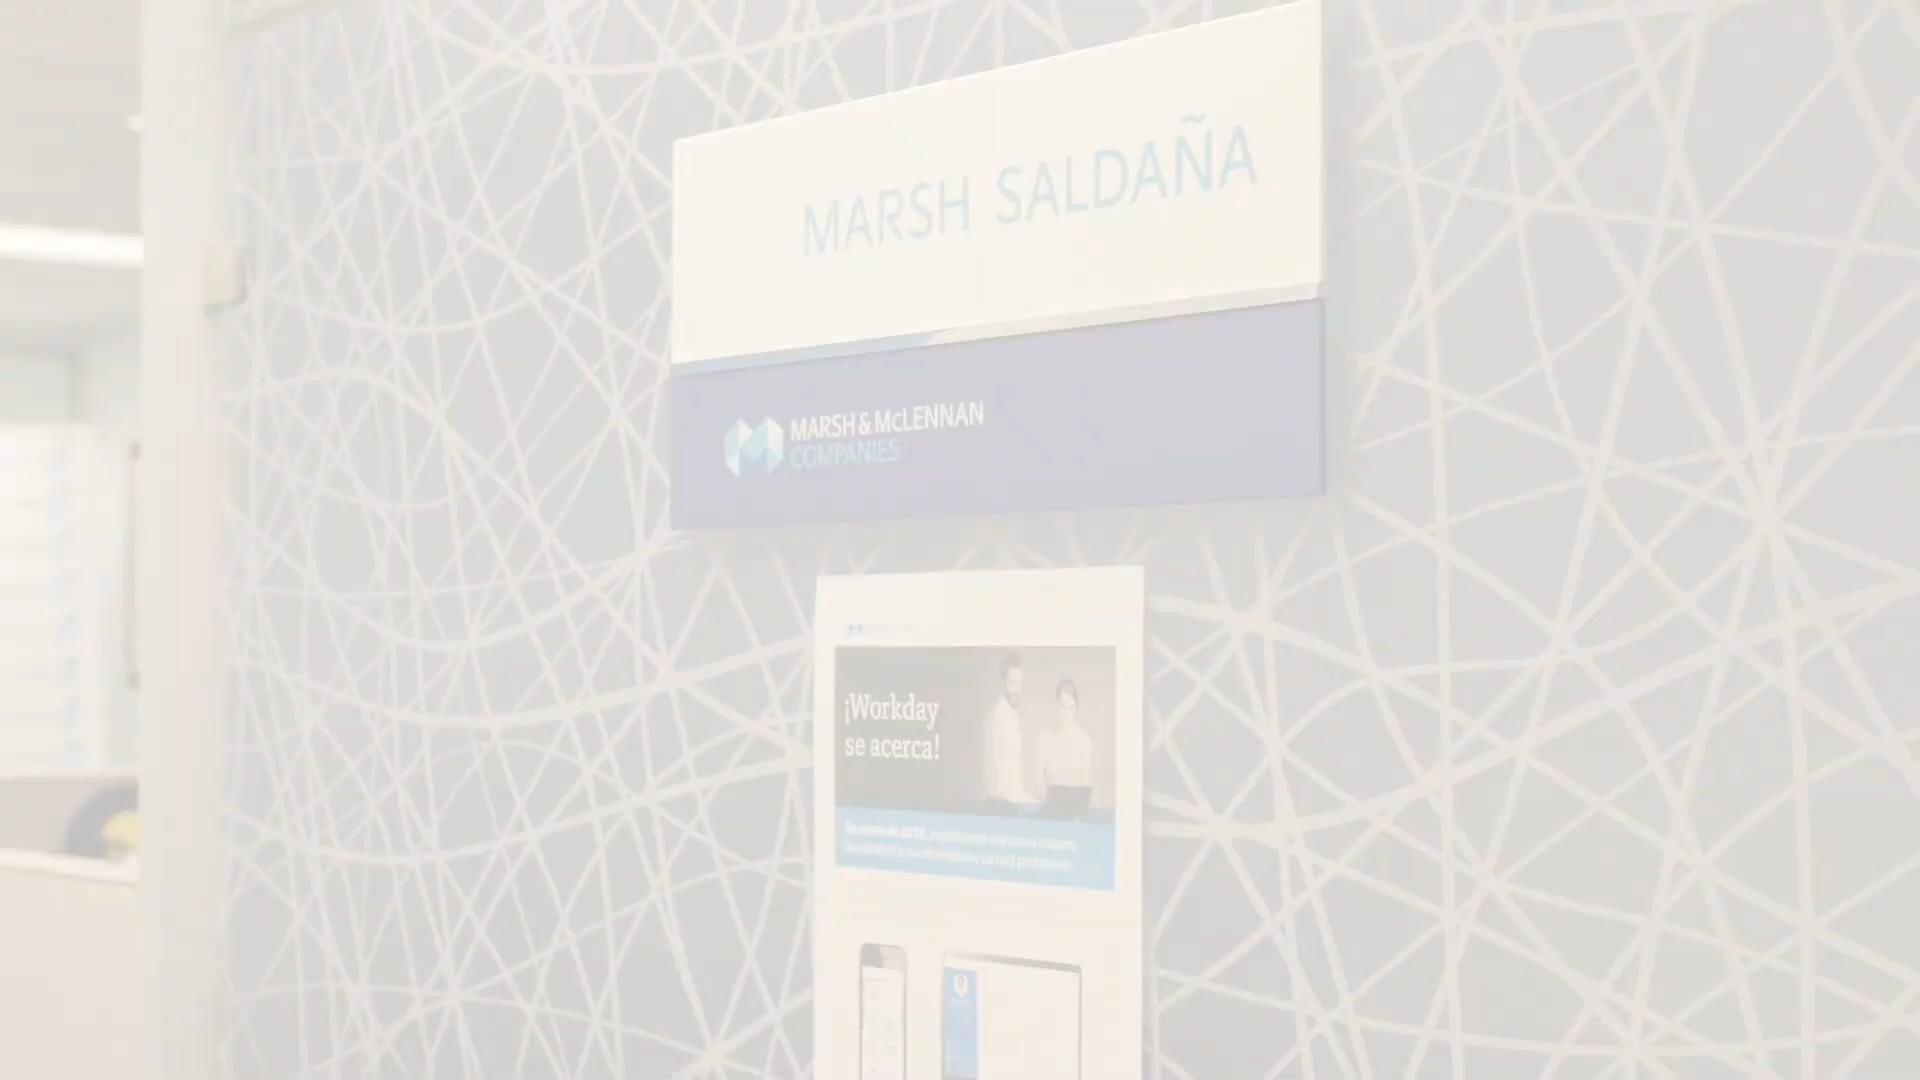 MARSH SALDAÑA
MARSH & McLENNAN
COMPANIES
¡Workday
se acerca!